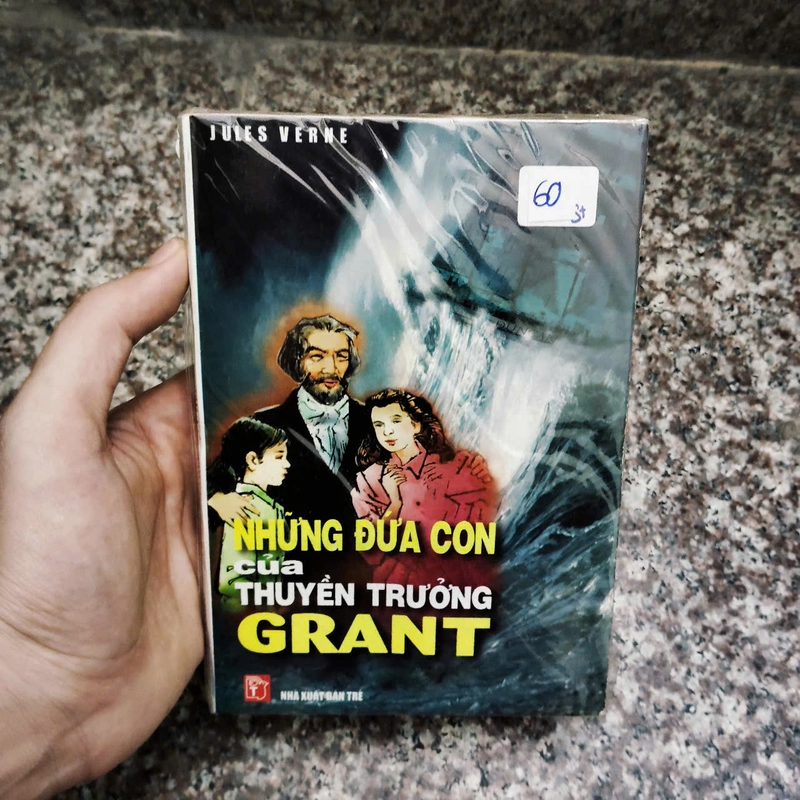 JULES VERNE
60
NHỮNG ĐỨA CON
của
THUYỀN TRƯỞNG
GRANT
NHÀ XUẤT BẢN TRẺ